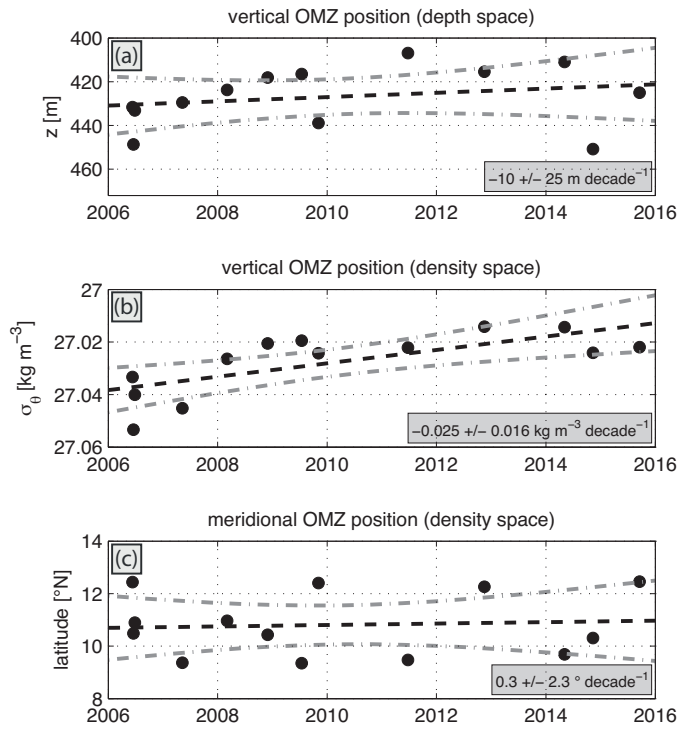 vertical OMZ position (depth space)
(a)
z [m]
400
420
440
460
−10 +/− 25 m decade⁻¹
2006 2008 2010 2012 2014 2016
vertical OMZ position (density space)
(b)
σθ [kg m⁻³]
27
27.02
27.04
27.06
−0.025 +/− 0.016 kg m⁻³ decade⁻¹
2006 2008 2010 2012 2014 2016
meridional OMZ position (density space)
(c)
latitude [°N]
14
12
10
8
0.3 +/− 2.3 ° decade⁻¹
2006 2008 2010 2012 2014 2016